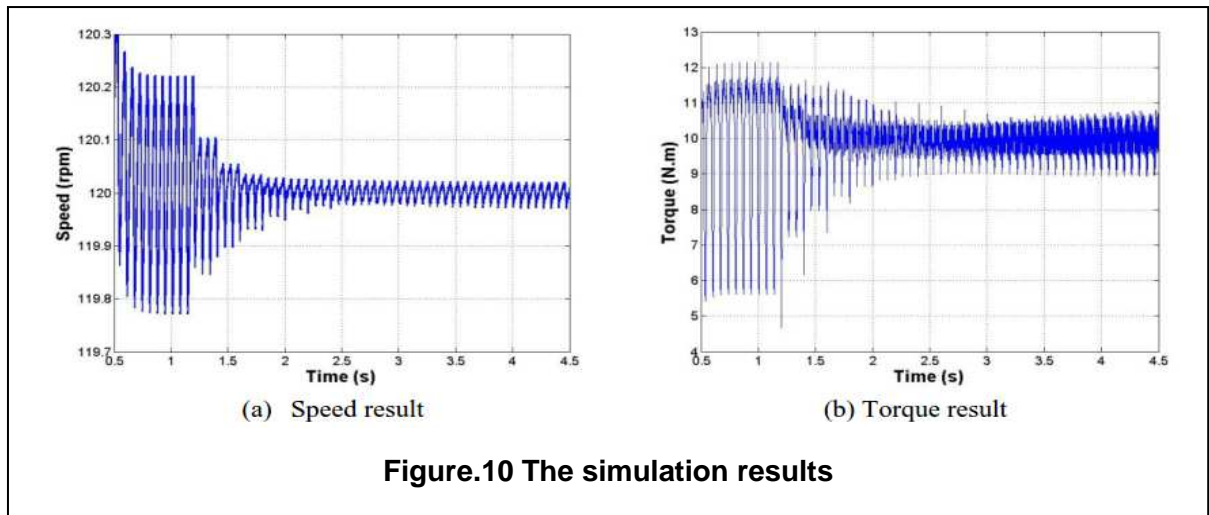 120.3
120.2
120.1
120
119.9
119.8
119.7
Speed (rpm)
0.5 1 1.5 2 2.5 3 3.5 4 4.5
Time (s)
(a) Speed result
13
12
11
10
9
8
7
6
5
4
Torque (N.m)
0.5 1 1.5 2 2.5 3 3.5 4 4.5
Time (s)
(b) Torque result
Figure.10 The simulation results